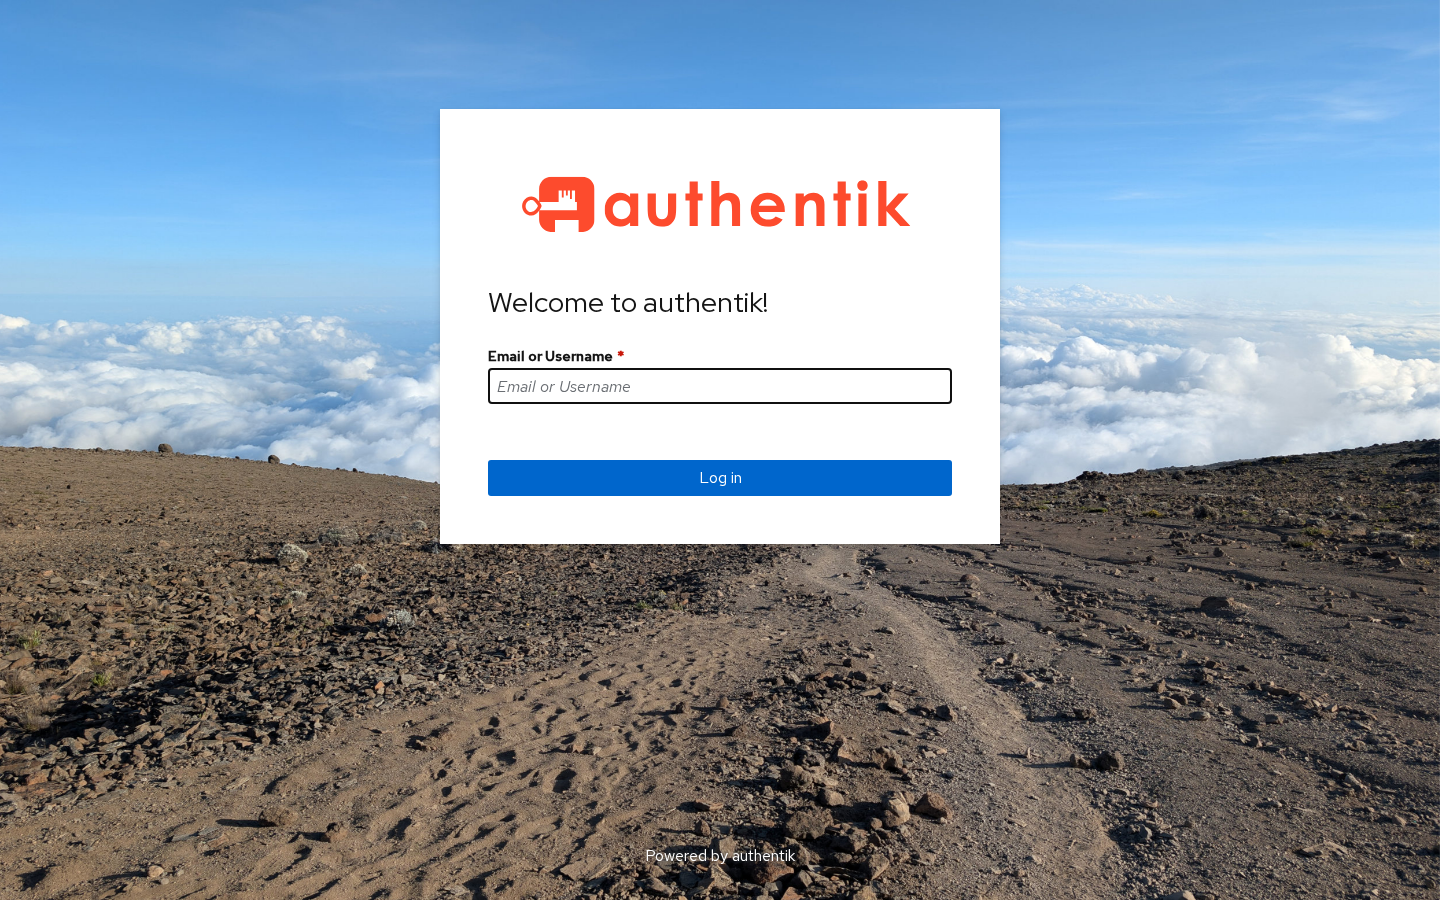 authentik
Welcome to authentik!
Email or Username *
Email or Username
Log in
Powered by authentik